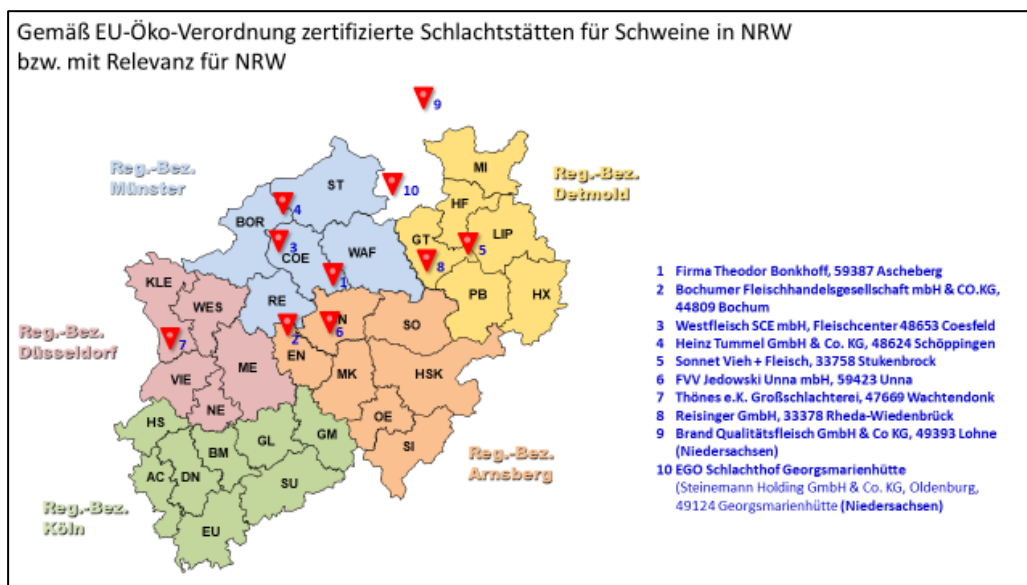 Gemäß EU-Öko-Verordnung zertifizierte Schlachtstätten für Schweine in NRW
bzw. mit Relevanz für NRW
9
Reg.-Bez.
Münster
ST
10
MI
Reg.-Bez.
Detmold
4
HF
BOR
3
COE
WAF
GT
5
LIP
8
1
KLE
WES
RE
PB
HX
Reg.-Bez.
Düsseldorf
7
2
N
6
SO
EN
ME
MK
HSK
VIE
NE
OE
HS
GL
GM
SI
BM
AC
DN
SU
Reg.-Bez.
Arnsberg
Reg.-Bez.
Köln
EU
1 Firma Theodor Bonkhoff, 59387 Ascheberg
2 Bochumer Fleischhandelsgesellschaft mbH & CO.KG,
44809 Bochum
3 Westfleisch SCE mbH, Fleischcenter 48653 Coesfeld
4 Heinz Tummel GmbH & Co. KG, 48624 Schöppingen
5 Sonnet Vieh + Fleisch, 33758 Stukenbrock
6 FVV Jedowski Unna mbH, 59423 Unna
7 Thönes e.K. Großschlachterei, 47669 Wachtendonk
8 Reisinger GmbH, 33378 Rheda-Wiedenbrück
9 Brand Qualitätsfleisch GmbH & Co KG, 49393 Lohne
(Niedersachsen)
10 EGO Schlachthof Georgsmarienhütte
(Steinemann Holding GmbH & Co. KG, Oldenburg,
49124 Georgsmarienhütte (Niedersachsen)